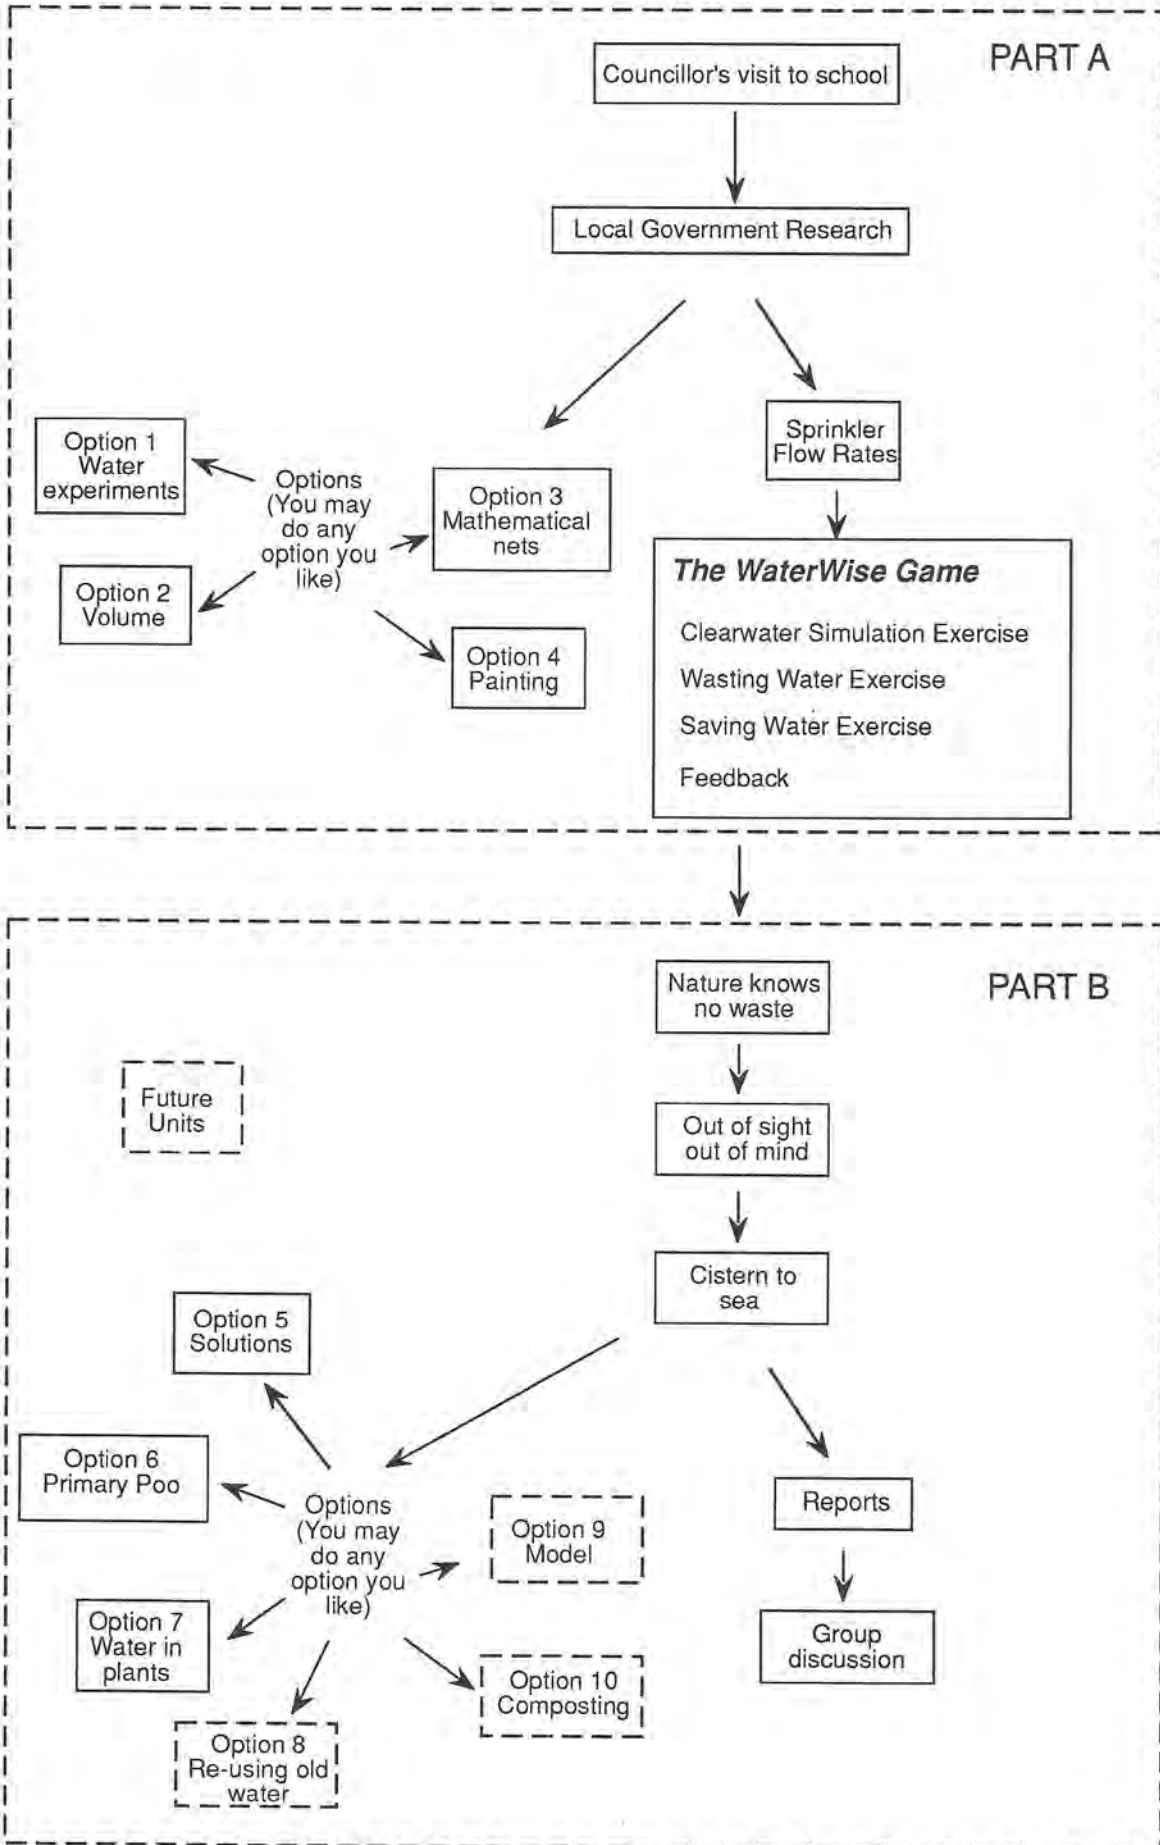 PART A
Councillor's visit to school
Local Government Research
Sprinkler
Flow Rates
Option 1
Water
experiments
Options
(You may
do any
option you
like)
Option 3
Mathematical
nets
Option 2
Volume
Option 4
Painting
The WaterWise Game
Clearwater Simulation Exercise
Wasting Water Exercise
Saving Water Exercise
Feedback
PART B
Nature knows
no waste
Future
Units
Out of sight
out of mind
Cistern to
sea
Option 5
Solutions
Option 6
Primary Poo
Options
(You may
do any
option you
like)
Option 9
Model
Reports
Option 7
Water in
plants
Group
discussion
Option 10
Composting
Option 8
Re-using old
water